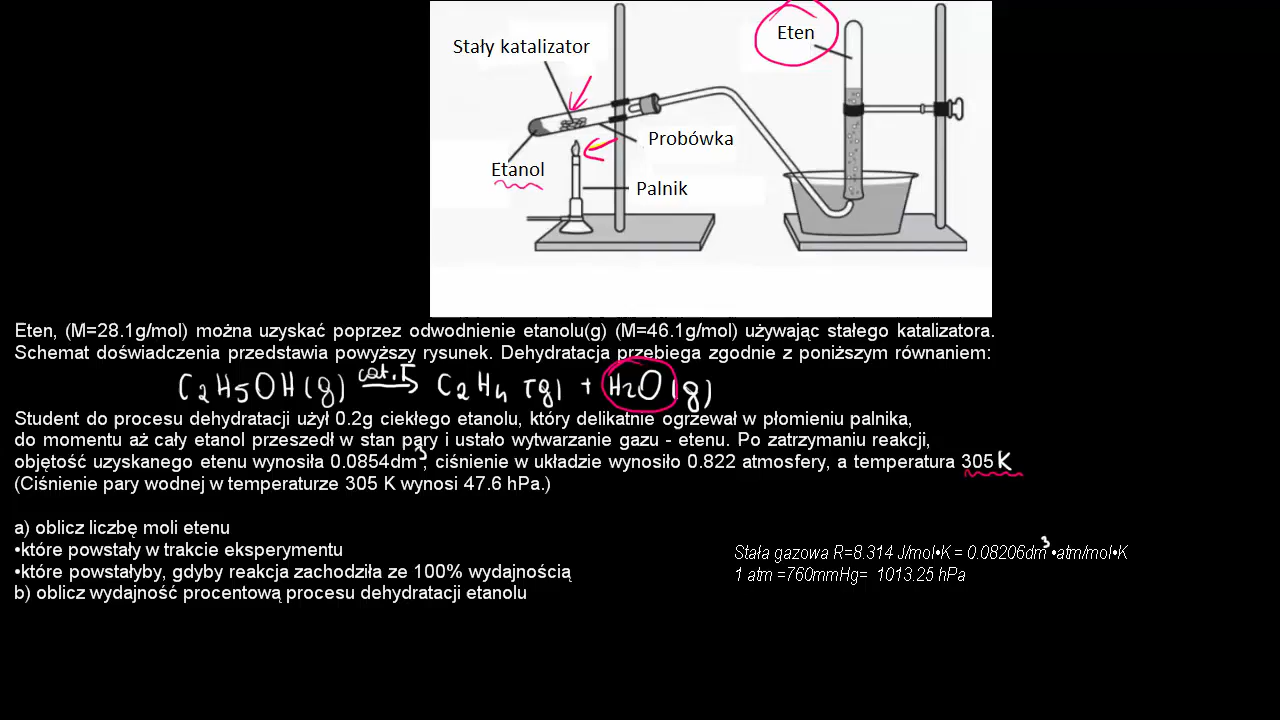 Eten
Stały katalizator
Probówka
Etanol
Palnik
Eten, (M=28.1g/mol) można uzyskać poprzez odwodnienie etanolu(g) (M=46.1g/mol) używając stałego katalizatora.
Schemat doświadczenia przedstawia powyższy rysunek. Dehydratacja przebiega zgodnie z poniższym równaniem:
C2H5OH(g) cat. T → C2H4(g) + H2O(g)
Student do procesu dehydratacji użył 0.2g ciekłego etanolu, który delikatnie ogrzewał w płomieniu palnika,
do momentu aż cały etanol przeszedł w stan pary i ustało wytwarzanie gazu - etenu. Po zatrzymaniu reakcji,
objętość uzyskanego etenu wynosiła 0.0854dm³, ciśnienie w układzie wynosiło 0.822 atmosfery, a temperatura 305K
(Ciśnienie pary wodnej w temperaturze 305 K wynosi 47.6 hPa.)
a) oblicz liczbę moli etenu
•które powstały w trakcie eksperymentu
•które powstałyby, gdyby reakcja zachodziła ze 100% wydajnością
b) oblicz wydajność procentową procesu dehydratacji etanolu
Stała gazowa R=8.314 J/mol•K = 0.08206dm³•atm/mol•K
1 atm =760mmHg= 1013.25 hPa